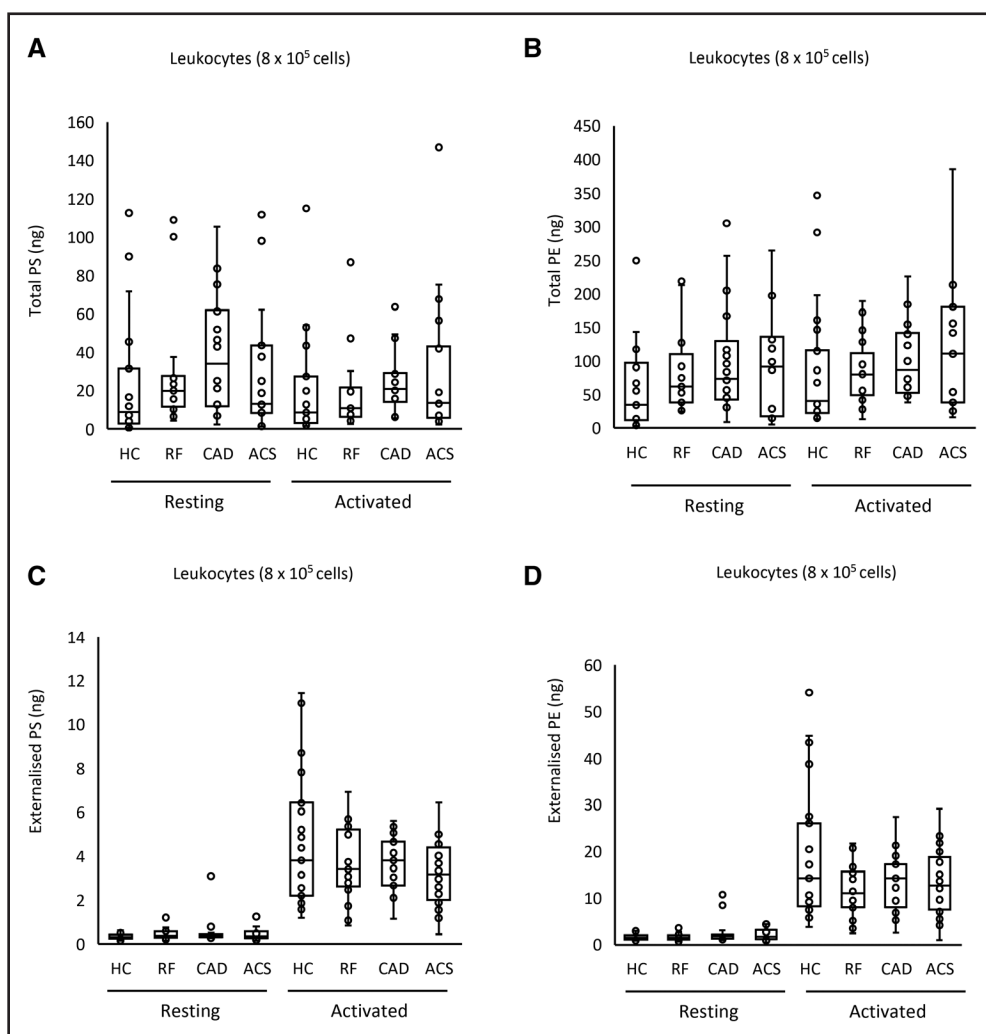 A
Leukocytes (8 x 10⁵ cells)
Total PS (ng)
160
140
120
100
80
60
40
20
0
HC RF CAD ACS HC RF CAD ACS
Resting Activated
B
Leukocytes (8 x 10⁵ cells)
Total PE (ng)
450
400
350
300
250
200
150
100
50
0
HC RF CAD ACS HC RF CAD ACS
Resting Activated
C
Leukocytes (8 x 10⁵ cells)
Externalised PS (ng)
14
12
10
8
6
4
2
0
HC RF CAD ACS HC RF CAD ACS
Resting Activated
D
Leukocytes (8 x 10⁵ cells)
Externalised PE (ng)
60
50
40
30
20
10
0
HC RF CAD ACS HC RF CAD ACS
Resting Activated